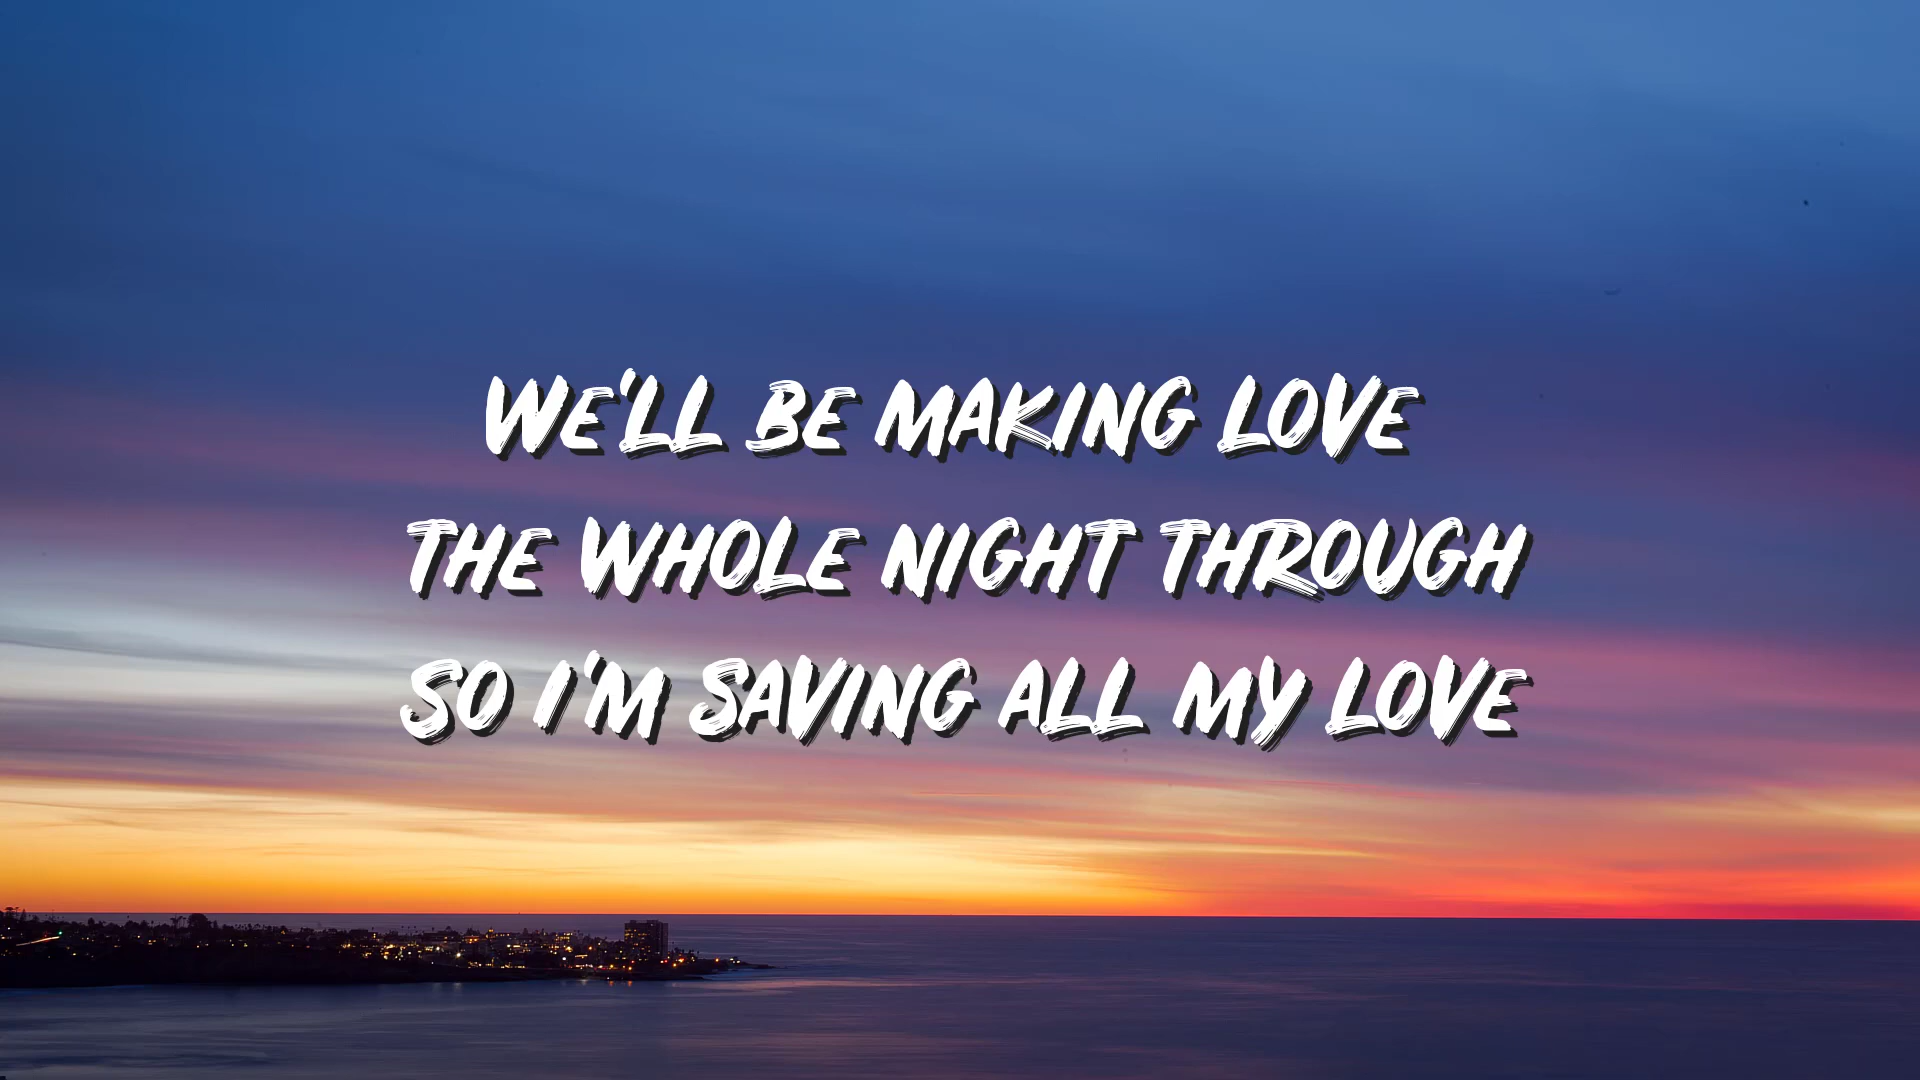 WE'LL BE MAKING LOVE
THE WHOLE NIGHT THROUGH
SO I'M SAVING ALL MY LOVE